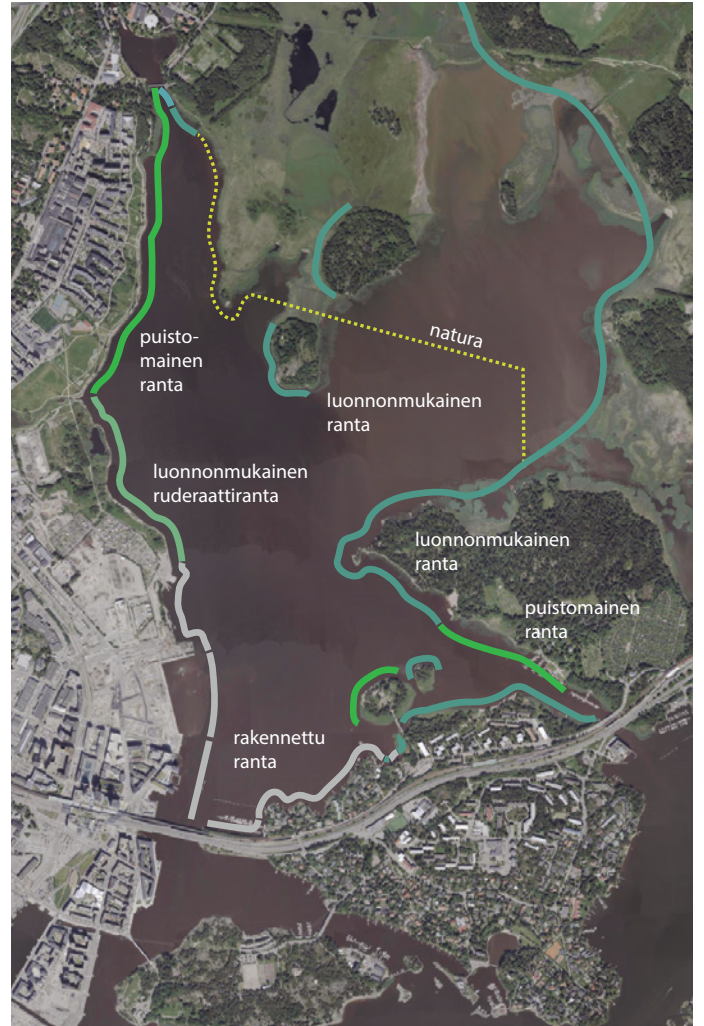 puisto-
mainen
ranta
natura
luonnonmukainen
ranta
luonnonmukainen
ruderaattiranta
luonnonmukainen
ranta
puistomainen
ranta
rakennettu
ranta